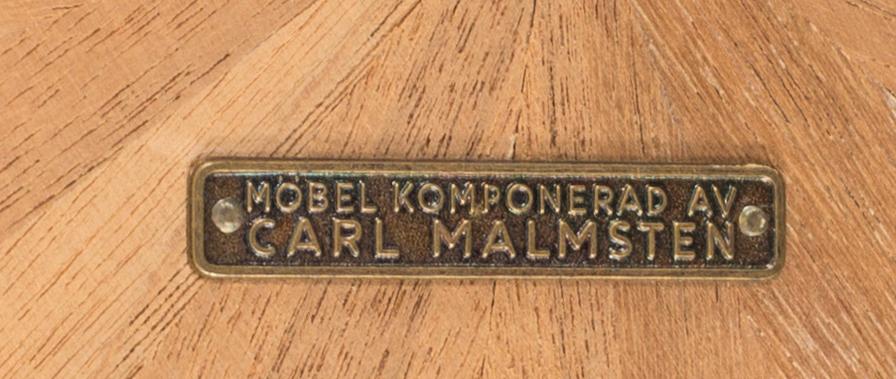 MÖBEL KOMPONERAD AV
CARL MALMSTEN